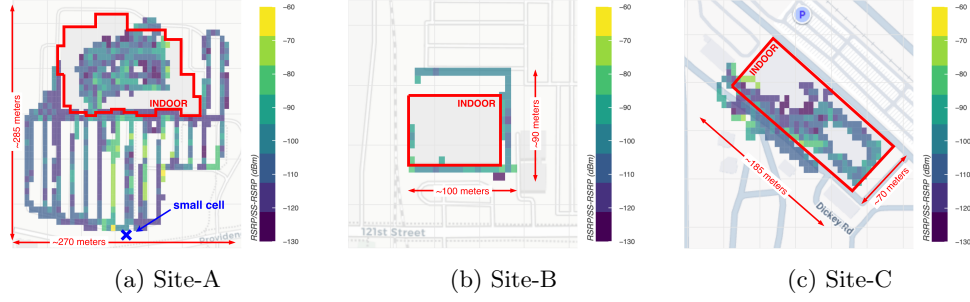 −60
−70
−80
−90
−100
−110
−120
−130
RSRP/SS-RSRP (dBm)
~285 meters
INDOOR
small cell
~270 meters
Providen
(a) Site-A
−60
−70
−80
−90
−100
−110
−120
−130
RSRP/SS-RSRP (dBm)
INDOOR
~90 meters
~100 meters
121st Street
(b) Site-B
−60
−70
−80
−90
−100
−110
−120
−130
RSRP/SS-RSRP (dBm)
P
INDOOR
~185 meters
~70 meters
Dickey Rd
(c) Site-C